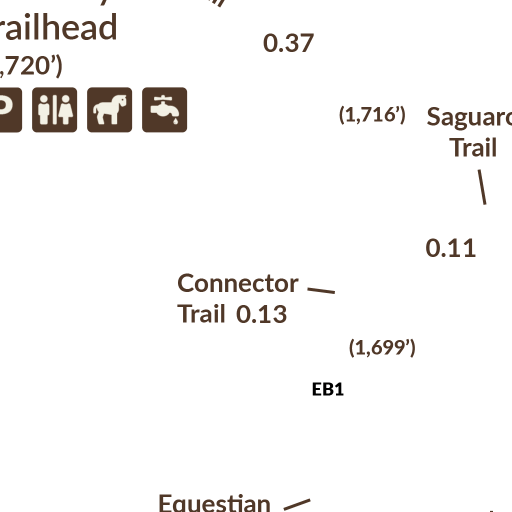 railhead
,720’)
0.37
P
(1,716’)
Saguaro
Trail
0.11
Connector
Trail 0.13
(1,699’)
EB1
Equestian